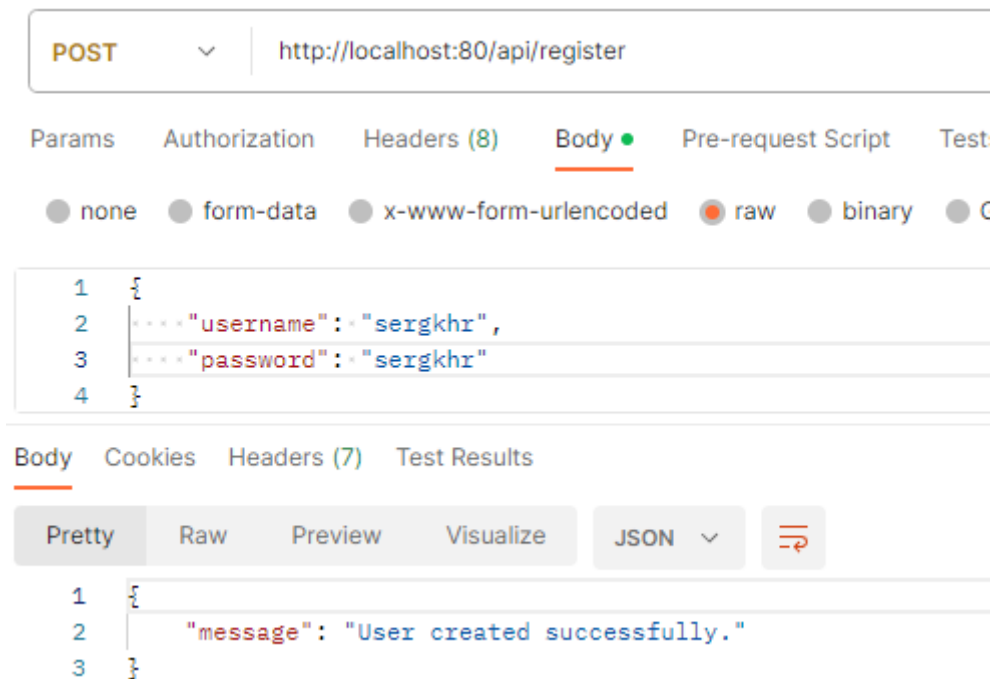 POST http://localhost:80/api/register
Params Authorization Headers (8) Body Pre-request Script Tests
none form-data x-www-form-urlencoded raw binary
1 {
2 "username": "sergkhr",
3 "password": "sergkhr"
4 }
Body Cookies Headers (7) Test Results
Pretty Raw Preview Visualize JSON
1 {
2 "message": "User created successfully."
3 }